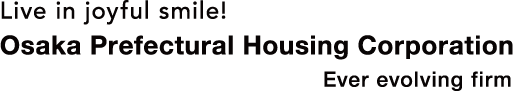 Live in joyful smile!
Osaka Prefectural Housing Corporation
Ever evolving firm